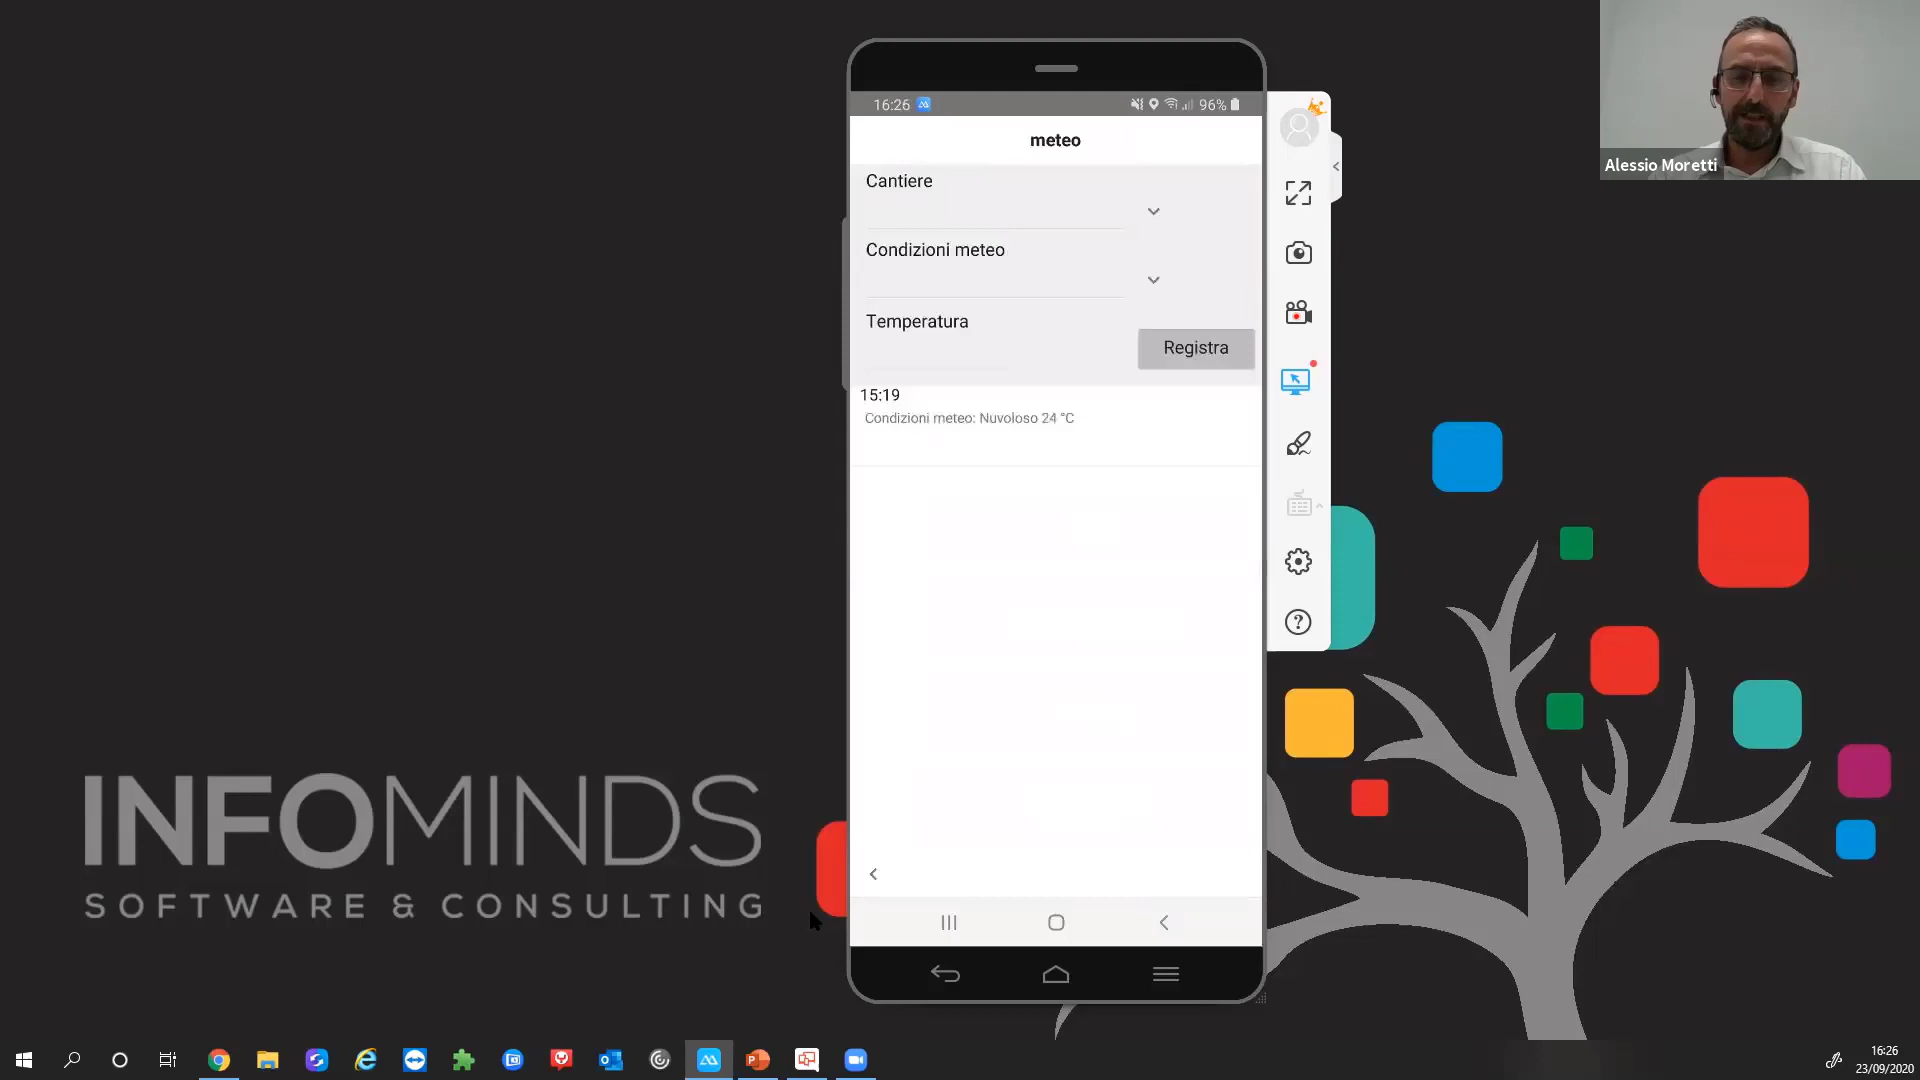 16:26
96%
meteo
Cantiere
Condizioni meteo
Temperatura
Registra
15:19
Condizioni meteo: Nuvoloso 24 °C
Alessio Moretti
INFOMINDS
SOFTWARE & CONSULTING
16:26
23/09/2020